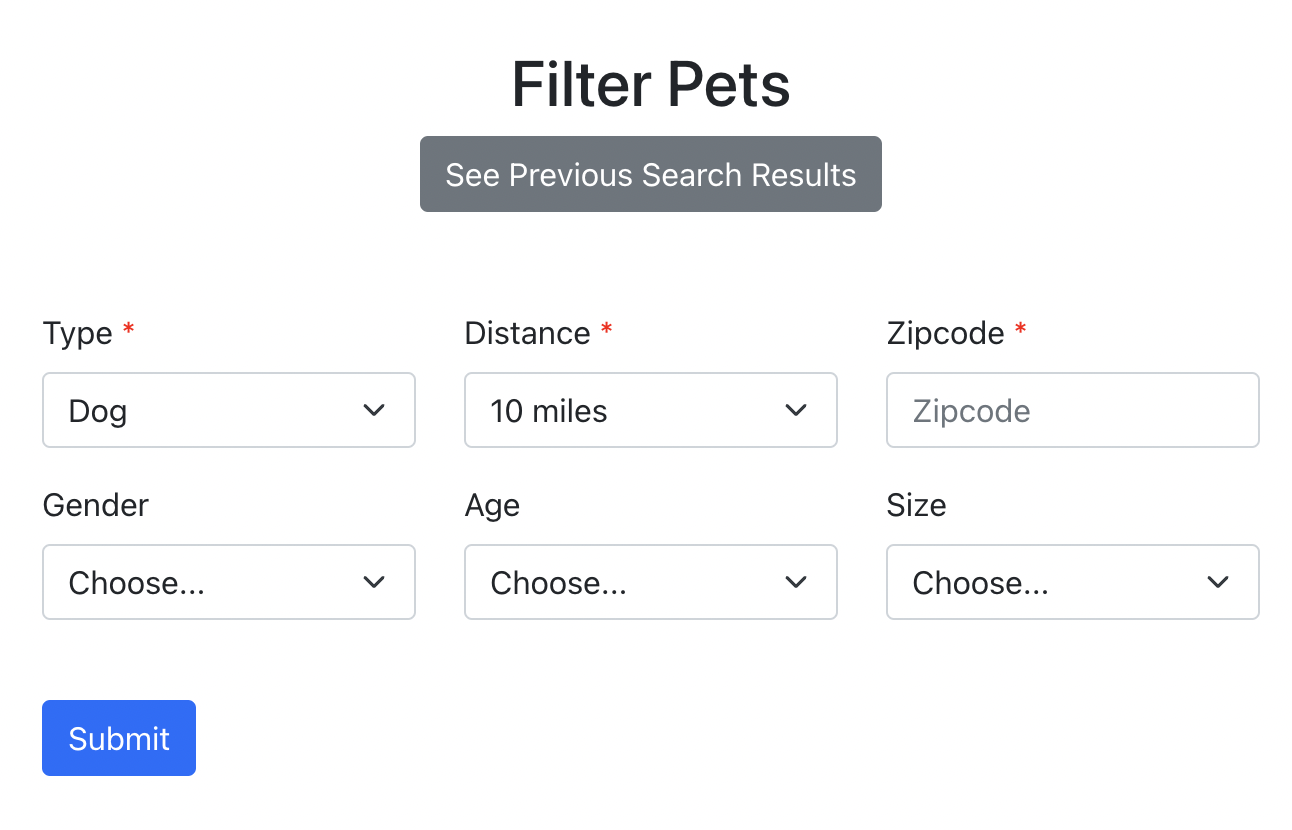 Filter Pets
See Previous Search Results
Type * Distance * Zipcode *
Dog 10 miles Zipcode
Gender Age Size
Choose... Choose... Choose...
Submit